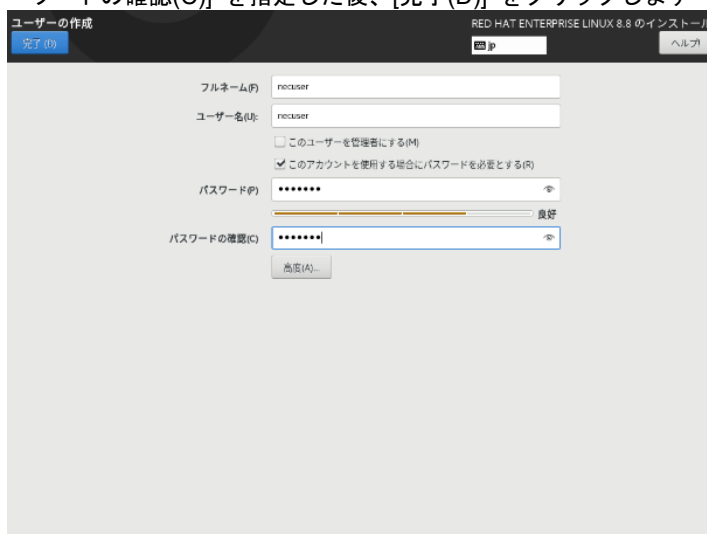 ワードの確認(C)] を指定した後、[完了(D)] をクリックします
ユーザーの作成
RED HAT ENTERPRISE LINUX 8.8 のインストール
完了(D)
jp
ヘルプ!
フルネーム(F)
necuser
ユーザー名(U):
necuser
このユーザーを管理者にする(M)
このアカウントを使用する場合にパスワードを必要とする(R)
パスワード(P)
•••••••
良好
パスワードの確認(C)
•••••••
高度(A)...